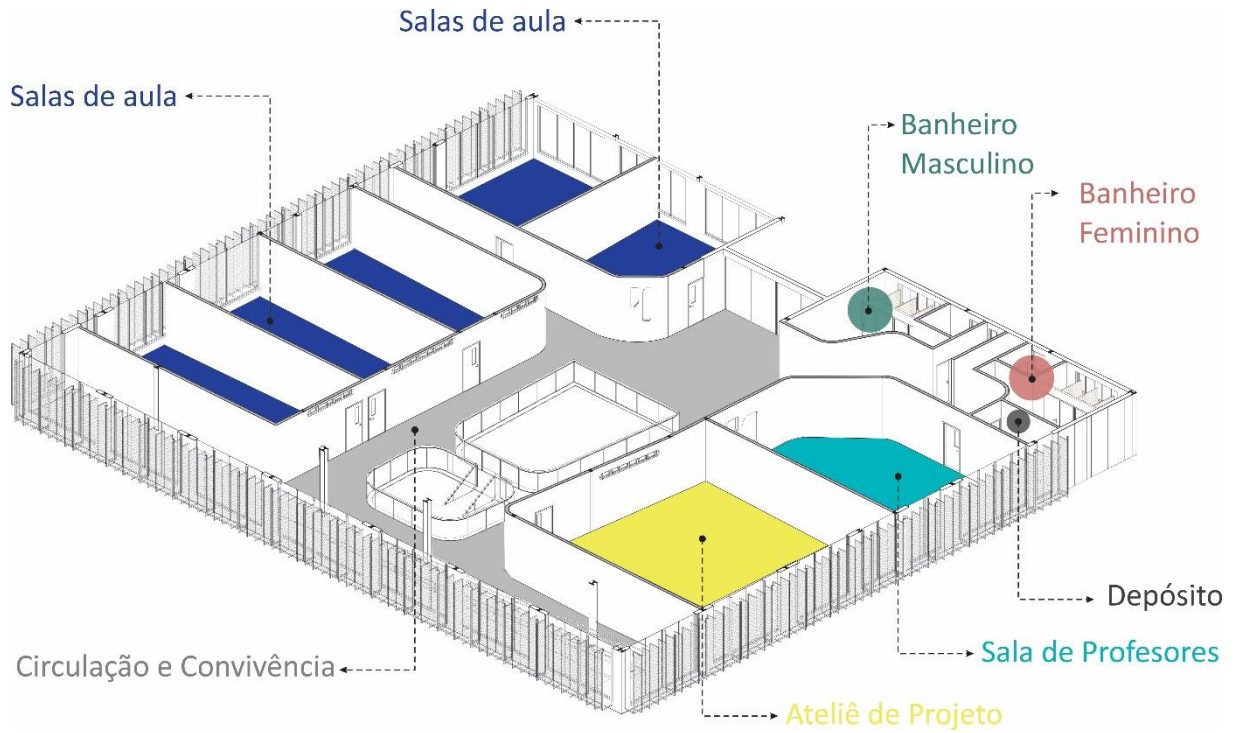 Salas de aula
Salas de aula
Banheiro
Masculino
Banheiro
Feminino
Depósito
Sala de Profesores
Circulação e Convivência
Ateliê de Projeto